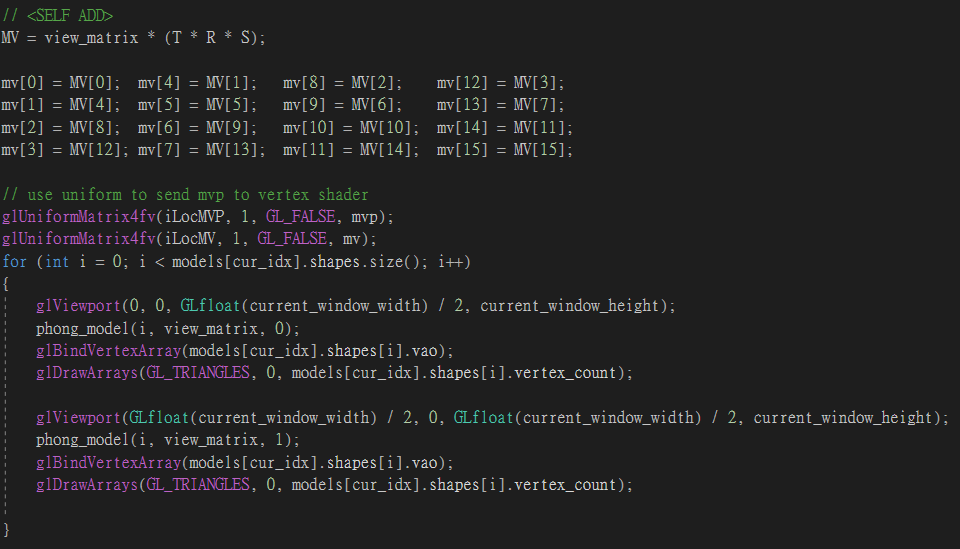 // <SELF ADD>
MV = view_matrix * (T * R * S);
mv[0] = MV[0];  mv[4] = MV[1];   mv[8] = MV[2];    mv[12] = MV[3];
mv[1] = MV[4];  mv[5] = MV[5];   mv[9] = MV[6];    mv[13] = MV[7];
mv[2] = MV[8];  mv[6] = MV[9];   mv[10] = MV[10];  mv[14] = MV[11];
mv[3] = MV[12]; mv[7] = MV[13];  mv[11] = MV[14];  mv[15] = MV[15];
// use uniform to send mvp to vertex shader
glUniformMatrix4fv(iLocMVP, 1, GL_FALSE, mvp);
glUniformMatrix4fv(iLocMV, 1, GL_FALSE, mv);
for (int i = 0; i < models[cur_idx].shapes.size(); i++)
{
    glViewport(0, 0, GLfloat(current_window_width) / 2, current_window_height);
    phong_model(i, view_matrix, 0);
    glBindVertexArray(models[cur_idx].shapes[i].vao);
    glDrawArrays(GL_TRIANGLES, 0, models[cur_idx].shapes[i].vertex_count);
    glViewport(GLfloat(current_window_width) / 2, 0, GLfloat(current_window_width) / 2, current_window_height);
    phong_model(i, view_matrix, 1);
    glBindVertexArray(models[cur_idx].shapes[i].vao);
    glDrawArrays(GL_TRIANGLES, 0, models[cur_idx].shapes[i].vertex_count);
}